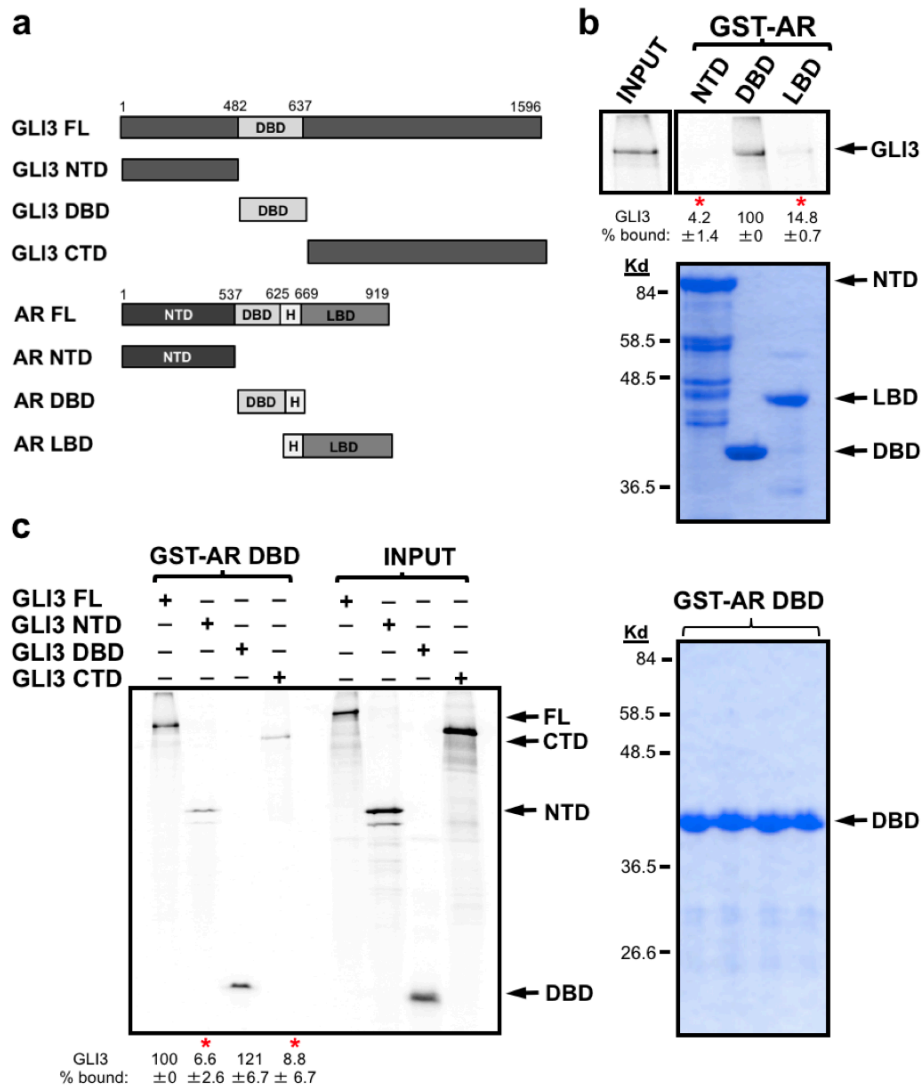 a
1 482 637 1596
GLI3 FL DBD
GLI3 NTD
GLI3 DBD DBD
GLI3 CTD
1 537 625 669 919
AR FL NTD DBD H LBD
AR NTD NTD
AR DBD DBD H
AR LBD H LBD
b
GST-AR
INPUT NTD DBD LBD
GLI3
* *
GLI3 4.2 100 14.8
% bound: ±1.4 ±0 ±0.7
Kd
84
58.5
48.5
36.5
NTD
LBD
DBD
c
GST-AR DBD INPUT
GLI3 FL + – – – + – – –
GLI3 NTD – + – – – + – –
GLI3 DBD – – + – – – + –
GLI3 CTD – – – + – – – +
FL
CTD
NTD
DBD
* *
GLI3 100 6.6 121 8.8
% bound: ±0 ±2.6 ±6.7 ± 6.7
GST-AR DBD
Kd
84
58.5
48.5
36.5
26.6
DBD